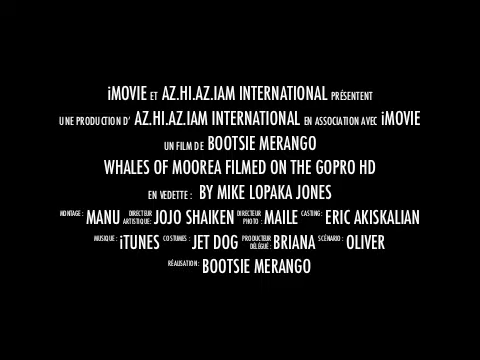 iMOVIE ET AZ.HI.AZ.IAM INTERNATIONAL PRÉSENTENT
UNE PRODUCTION D' AZ.HI.AZ.IAM INTERNATIONAL EN ASSOCIATION AVEC iMOVIE
UN FILM DE BOOTSIE MERANGO
WHALES OF MOOREA FILMED ON THE GOPRO HD
EN VEDETTE : BY MIKE LOPAKA JONES
MONTAGE : MANU DIRECTEUR ARTISTIQUE: JOJO SHAIKEN DIRECTEUR PHOTO : MAILE CASTING: ERIC AKISKALIAN
MUSIQUE : iTUNES COSTUMES : JET DOG PRODUCTEUR DÉLÉGUÉ : BRIANA SCÉNARIO : OLIVER
RÉALISATION: BOOTSIE MERANGO